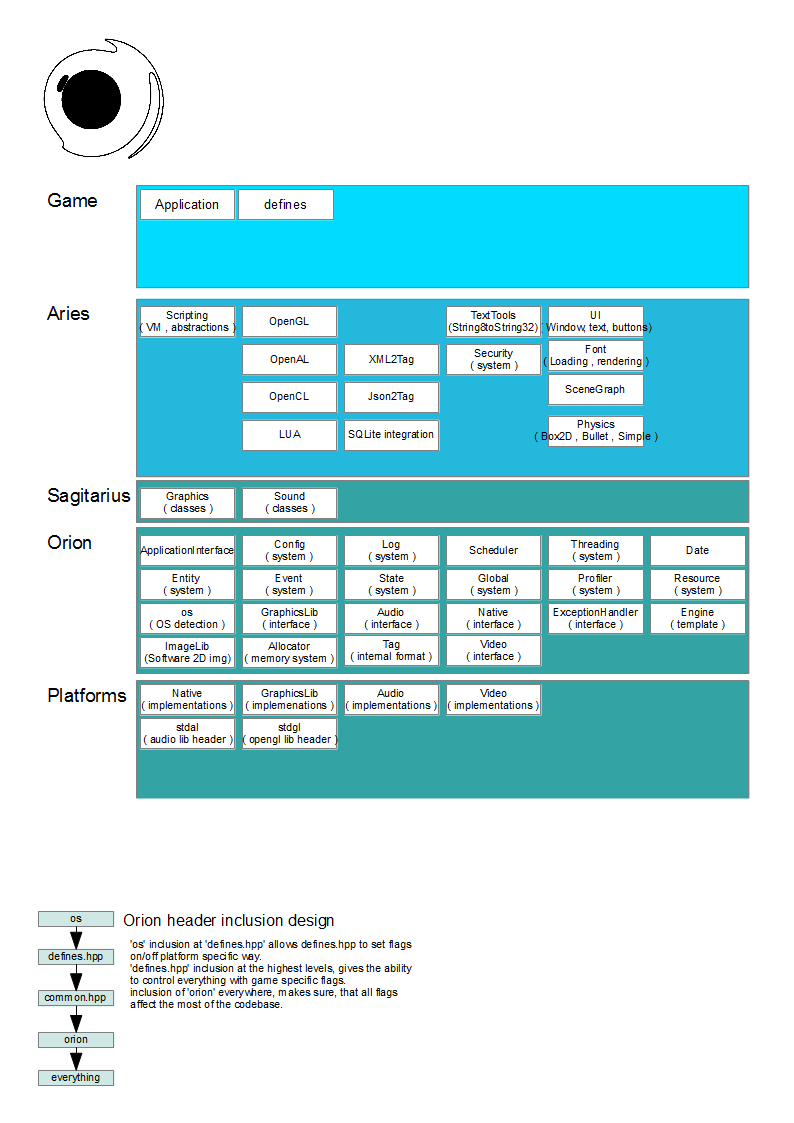 Game
Application
defines
Aries
Scripting
( VM , abstractions )
OpenGL
TextTools
(String8toString32)
UI
( Window, text, buttons)
OpenAL
XML2Tag
Security
( system )
Font
( Loading , rendering )
OpenCL
Json2Tag
SceneGraph
LUA
SQLite integration
Physics
( Box2D , Bullet , Simple )
Sagitarius
Graphics
( classes )
Sound
( classes )
Orion
ApplicationInterface
Config
( system )
Log
( system )
Scheduler
Threading
( system )
Date
Entity
( system )
Event
( system )
State
( system )
Global
( system )
Profiler
( system )
Resource
( system )
os
( OS detection )
GraphicsLib
( interface )
Audio
( interface )
Native
( interface )
ExceptionHandler
( interface )
Engine
( template )
ImageLib
(Software 2D img)
Allocator
( memory system )
Tag
( internal format )
Video
( interface )
Platforms
Native
( implementations )
GraphicsLib
( implemenations )
Audio
( implementations )
Video
( implementations )
stdal
( audio lib header )
stdgl
( opengl lib header )
os
defines.hpp
common.hpp
orion
everything
Orion header inclusion design
'os' inclusion at 'defines.hpp' allows defines.hpp to set flags
on/off platform specific way.
'defines.hpp' inclusion at the highest levels, gives the ability
to control everything with game specific flags.
inclusion of 'orion' everywhere, makes sure, that all flags
affect the most of the codebase.